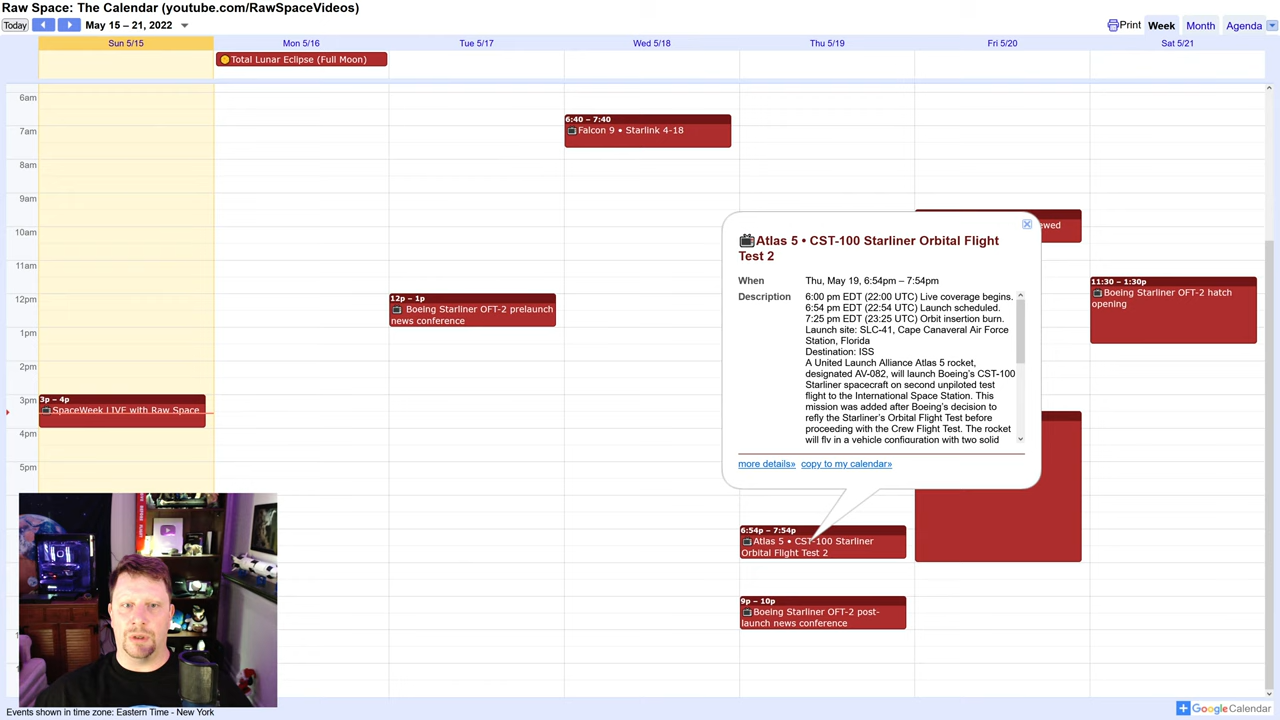 Raw Space: The Calendar (youtube.com/RawSpaceVideos)
Today
May 15 – 21, 2022
Print
Week
Month
Agenda
Sun 5/15
Mon 5/16
Tue 5/17
Wed 5/18
Thu 5/19
Fri 5/20
Sat 5/21
Total Lunar Eclipse (Full Moon)
6am
7am
8am
9am
10am
11am
12pm
1pm
2pm
3pm
4pm
5pm
3p – 4p
SpaceWeek LIVE with Raw Space
12p – 1p
Boeing Starliner OFT-2 prelaunch
news conference
6:40 – 7:40
Falcon 9 • Starlink 4-18
Atlas 5 • CST-100 Starliner Orbital Flight
Test 2
When
Thu, May 19, 6:54pm – 7:54pm
Description
6:00 pm EDT (22:00 UTC) Live coverage begins.
6:54 pm EDT (22:54 UTC) Launch scheduled.
7:25 pm EDT (23:25 UTC) Orbit insertion burn.
Launch site: SLC-41, Cape Canaveral Air Force
Station, Florida
Destination: ISS
A United Launch Alliance Atlas 5 rocket,
designated AV-082, will launch Boeing's CST-100
Starliner spacecraft on second unpiloted test
flight to the International Space Station. This
mission was added after Boeing's decision to
refly the Starliner's Orbital Flight Test before
proceeding with the Crew Flight Test. The rocket
will fly in a vehicle configuration with two solid
more details»
copy to my calendar»
6:54p – 7:54p
Atlas 5 • CST-100 Starliner
Orbital Flight Test 2
9p – 10p
Boeing Starliner OFT-2 post-
launch news conference
ewed
11:30 – 1:30p
Boeing Starliner OFT-2 hatch
opening
Events shown in time zone: Eastern Time - New York
Google Calendar